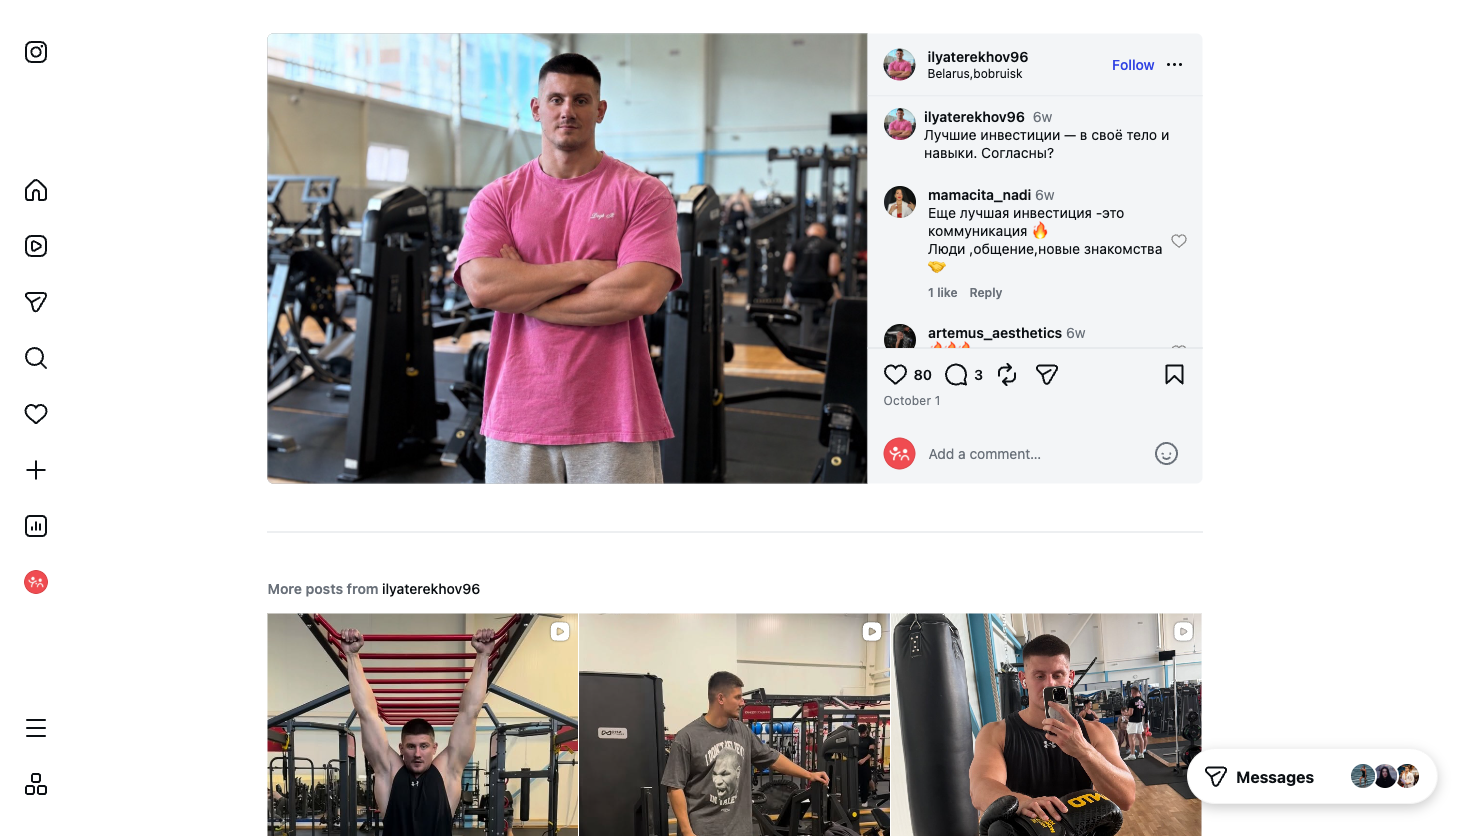 ilyaterekhov96
Belarus,bobruisk
Follow
ilyaterekhov96 6w
Лучшие инвестиции — в своё тело и
навыки. Согласны?
mamacita_nadi 6w
Еще лучшая инвестиция -это
коммуникация 🔥
Люди ,общение,новые знакомства
🤝
1 like Reply
artemus_aesthetics 6w
🔥🔥🔥
80 3
October 1
Add a comment...
More posts from ilyaterekhov96
Messages